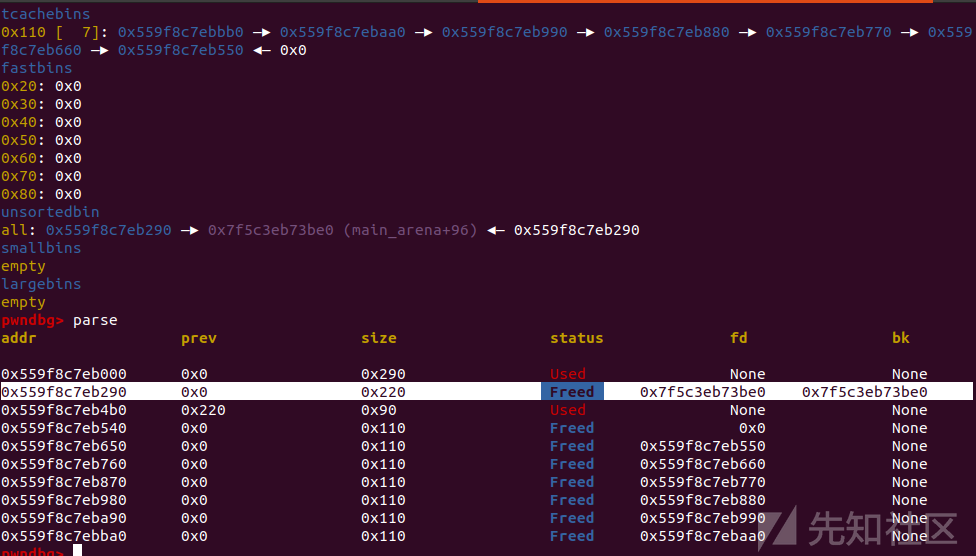 tcachebins
0x110 [  7]: 0x559f8c7ebbb0 —▸ 0x559f8c7ebaa0 —▸ 0x559f8c7eb990 —▸ 0x559f8c7eb880 —▸ 0x559f8c7eb770 —▸ 0x559
f8c7eb660 —▸ 0x559f8c7eb550 ◂— 0x0
fastbins
0x20: 0x0
0x30: 0x0
0x40: 0x0
0x50: 0x0
0x60: 0x0
0x70: 0x0
0x80: 0x0
unsortedbin
all: 0x559f8c7eb290 —▸ 0x7f5c3eb73be0 (main_arena+96) ◂— 0x559f8c7eb290
smallbins
empty
largebins
empty
pwndbg> parse
addr prev size status fd bk
0x559f8c7eb000 0x0 0x290 Used None None
0x559f8c7eb290 0x0 0x220 Freed 0x7f5c3eb73be0 0x7f5c3eb73be0
0x559f8c7eb4b0 0x220 0x90 Used None None
0x559f8c7eb540 0x0 0x110 Freed 0x0 None
0x559f8c7eb650 0x0 0x110 Freed 0x559f8c7eb550 None
0x559f8c7eb760 0x0 0x110 Freed 0x559f8c7eb660 None
0x559f8c7eb870 0x0 0x110 Freed 0x559f8c7eb770 None
0x559f8c7eb980 0x0 0x110 Freed 0x559f8c7eb880 None
0x559f8c7eba90 0x0 0x110 Freed 0x559f8c7eb990 None
0x559f8c7ebba0 0x0 0x110 Freed 0x559f8c7ebaa0 None
pwndbg>
先知社区